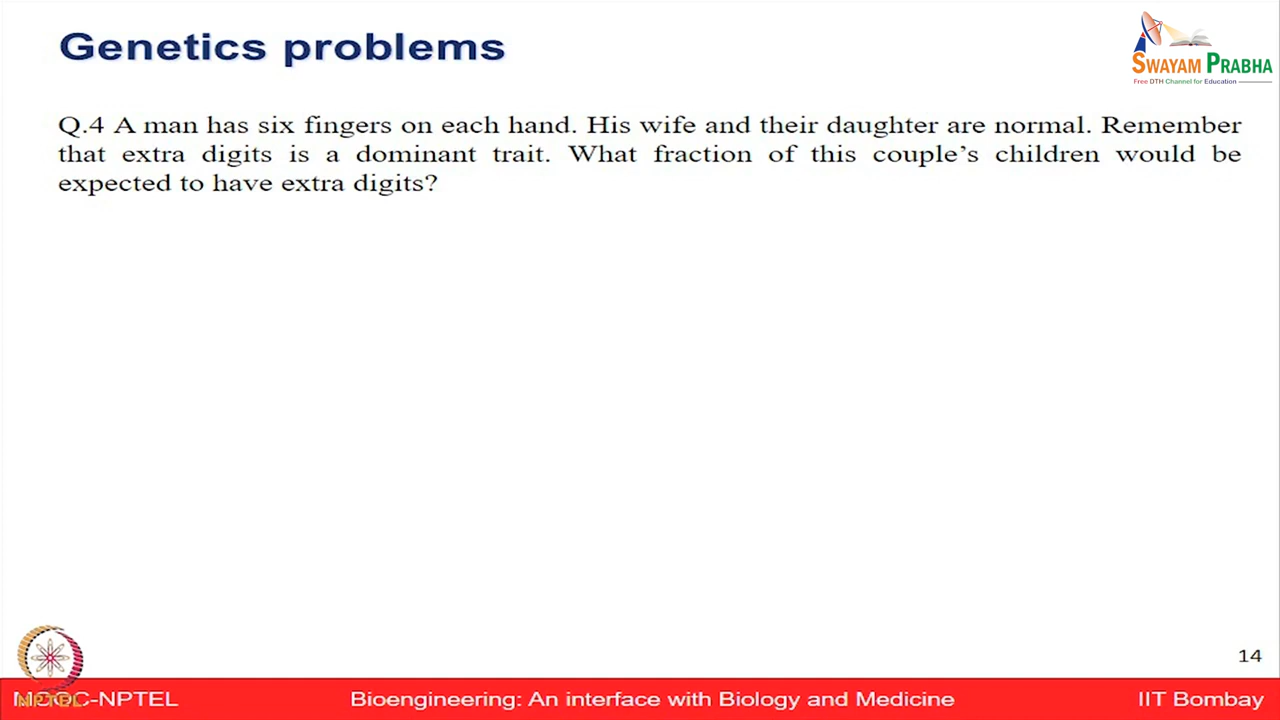 Genetics problems
SWAYAM PRABHA
Free DTH Channel for Education
Q.4 A man has six fingers on each hand. His wife and their daughter are normal. Remember
that extra digits is a dominant trait. What fraction of this couple’s children would be
expected to have extra digits?
14
MOOC-NPTEL
NPTEL
Bioengineering: An interface with Biology and Medicine
IIT Bombay